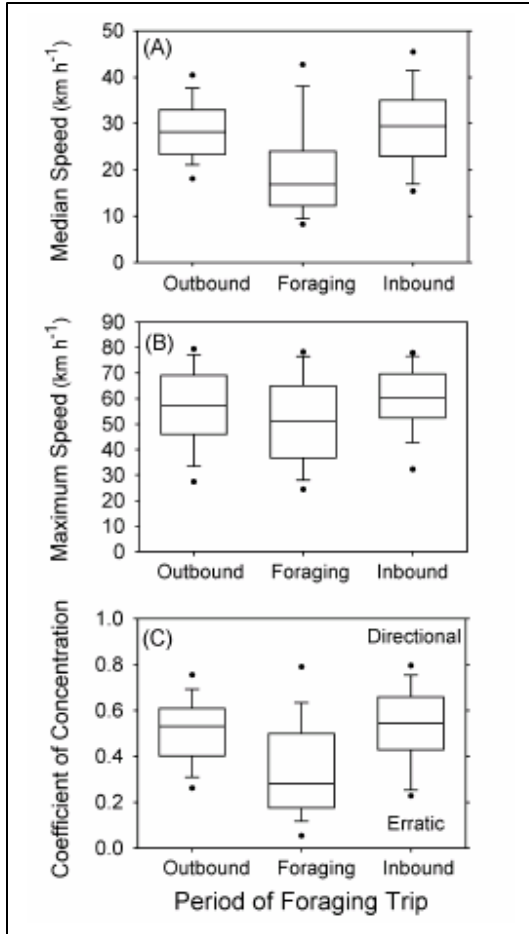 (A)
Median Speed (km h⁻¹)
50
40
30
20
10
0
Outbound Foraging Inbound
(B)
Maximum Speed (km h⁻¹)
90
80
70
60
50
40
30
20
10
0
Outbound Foraging Inbound
(C)
Coefficient of Concentration
1.0
0.8
0.6
0.4
0.2
0.0
Directional
Erratic
Outbound Foraging Inbound
Period of Foraging Trip